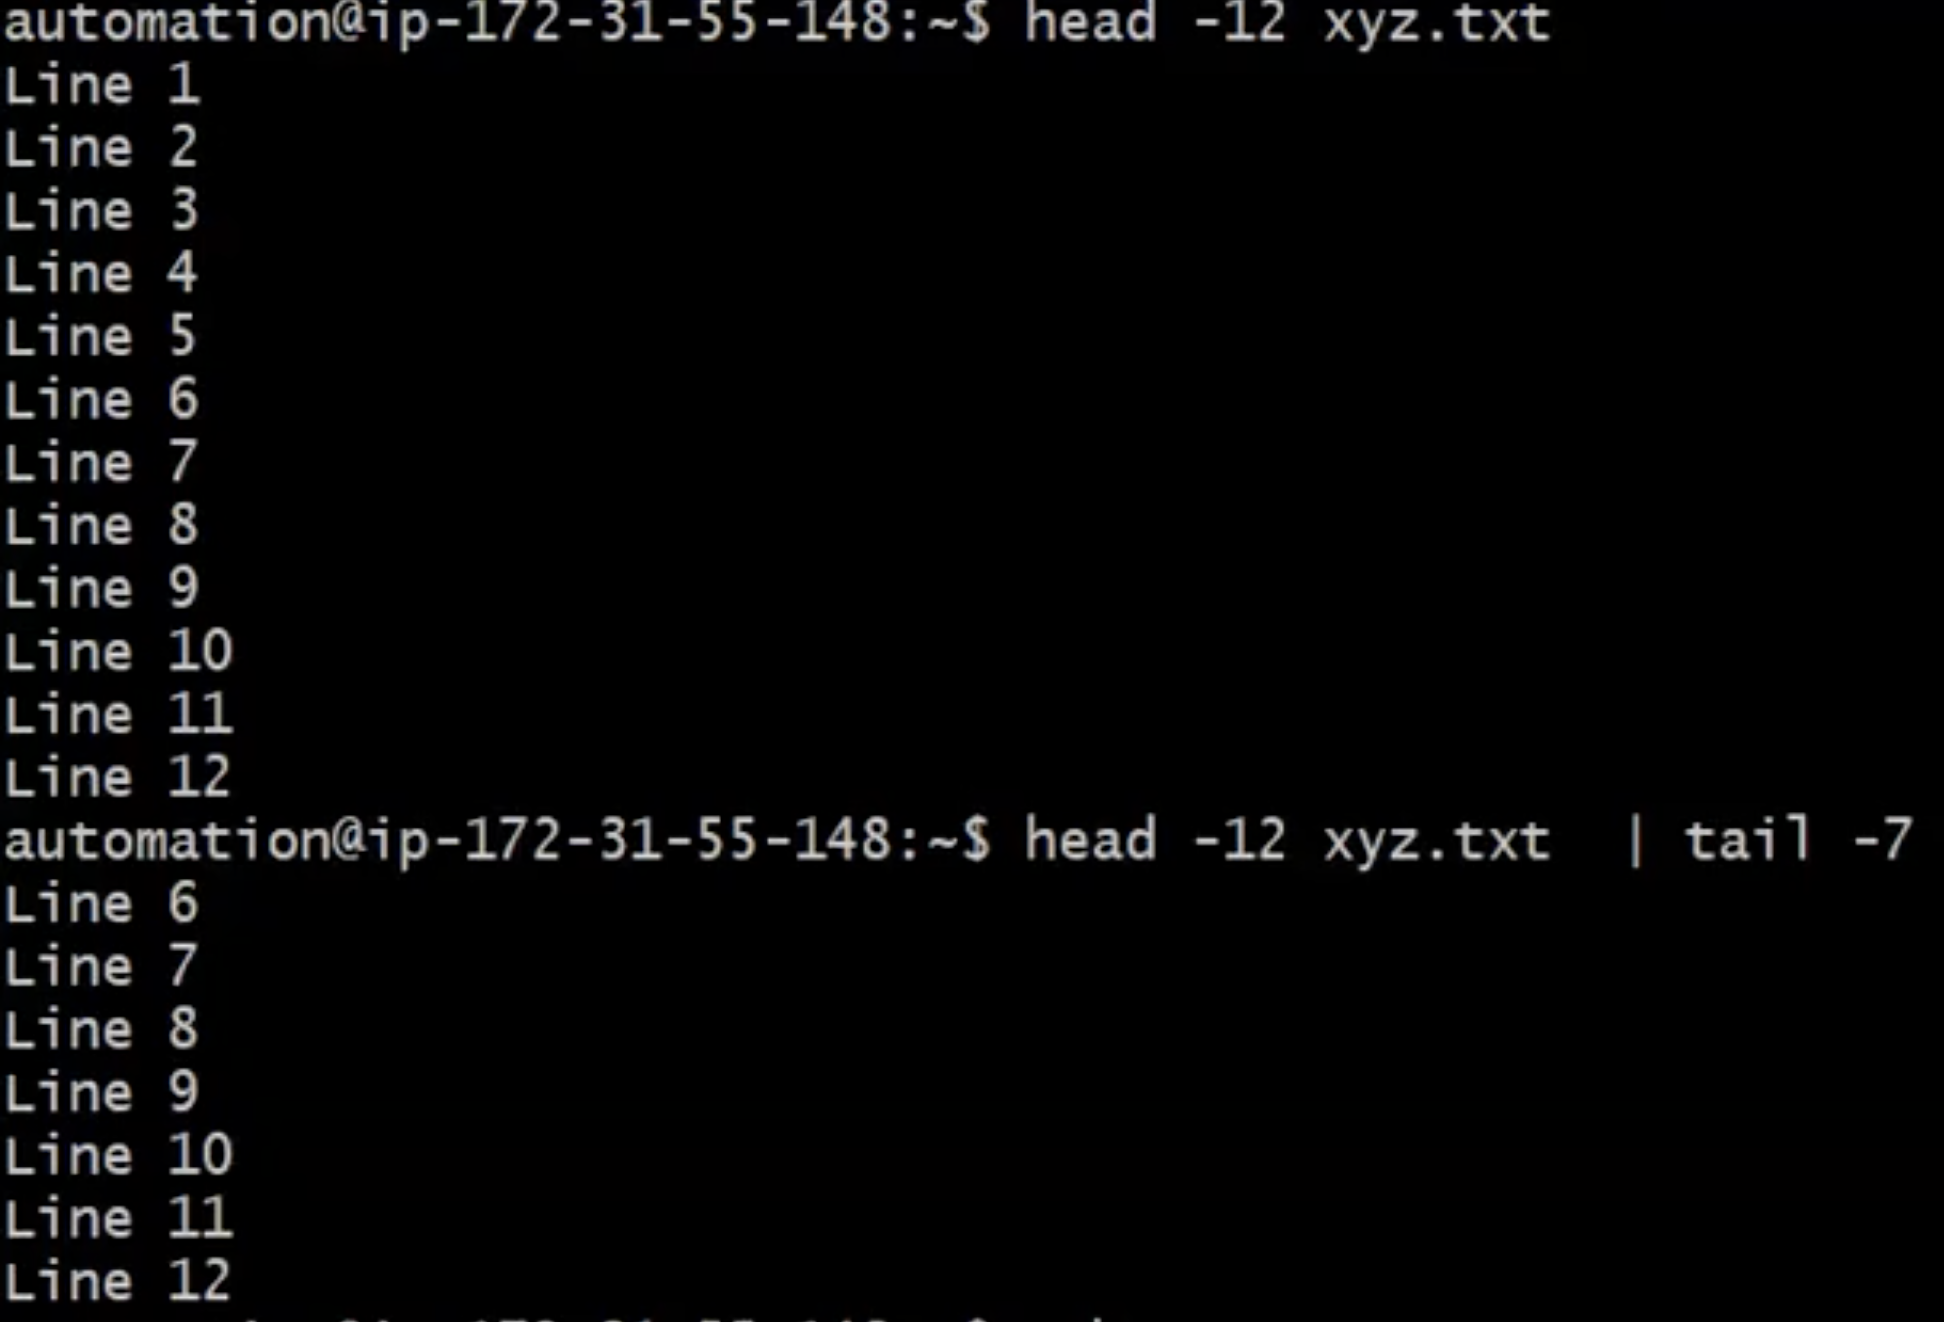 automation@ip-172-31-55-148:~$ head -12 xyz.txt
Line 1
Line 2
Line 3
Line 4
Line 5
Line 6
Line 7
Line 8
Line 9
Line 10
Line 11
Line 12
automation@ip-172-31-55-148:~$ head -12 xyz.txt  | tail -7
Line 6
Line 7
Line 8
Line 9
Line 10
Line 11
Line 12